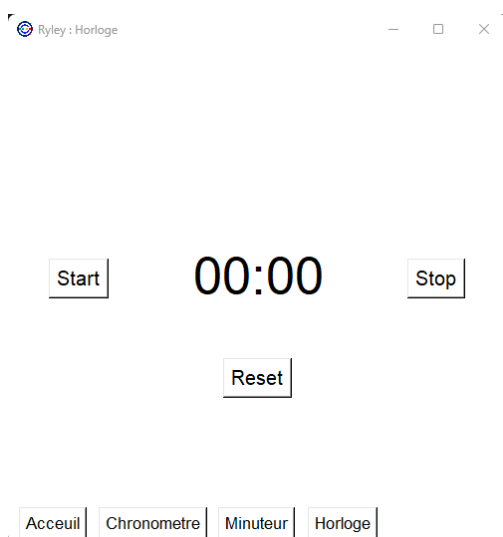 Ryley : Horloge
Start 00:00 Stop
Reset
Acceuil Chronometre Minuteur Horloge